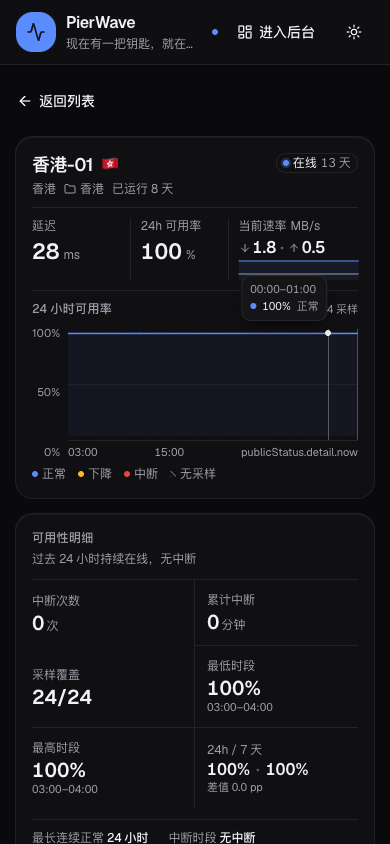 PierWave
现在有一把钥匙，就在…
进入后台
返回列表
香港-01 🇭🇰
在线 13 天
香港 香港 已运行 8 天
延迟
28 ms
24h 可用率
100 %
当前速率 MB/s
↓ 1.8 · ↑ 0.5
00:00–01:00
100% 正常
24 小时可用率
4 采样
100%
50%
0%
03:00
15:00
publicStatus.detail.now
正常
下降
中断
无采样
可用性明细
过去 24 小时持续在线，无中断
中断次数
0 次
累计中断
0 分钟
采样覆盖
24/24
最低时段
100%
03:00–04:00
最高时段
100%
03:00–04:00
24h / 7 天
100% · 100%
差值 0.0 pp
最长连续正常 24 小时
中断时段 无中断